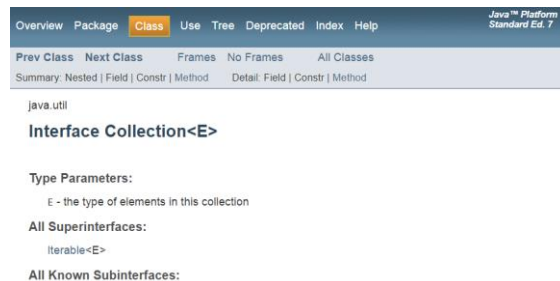 Overview Package Class Use Tree Deprecated Index Help
Java™ Platform
Standard Ed. 7
Prev Class Next Class Frames No Frames All Classes
Summary: Nested | Field | Constr | Method Detail: Field | Constr | Method
java.util
Interface Collection<E>
Type Parameters:
E - the type of elements in this collection
All Superinterfaces:
Iterable<E>
All Known Subinterfaces: